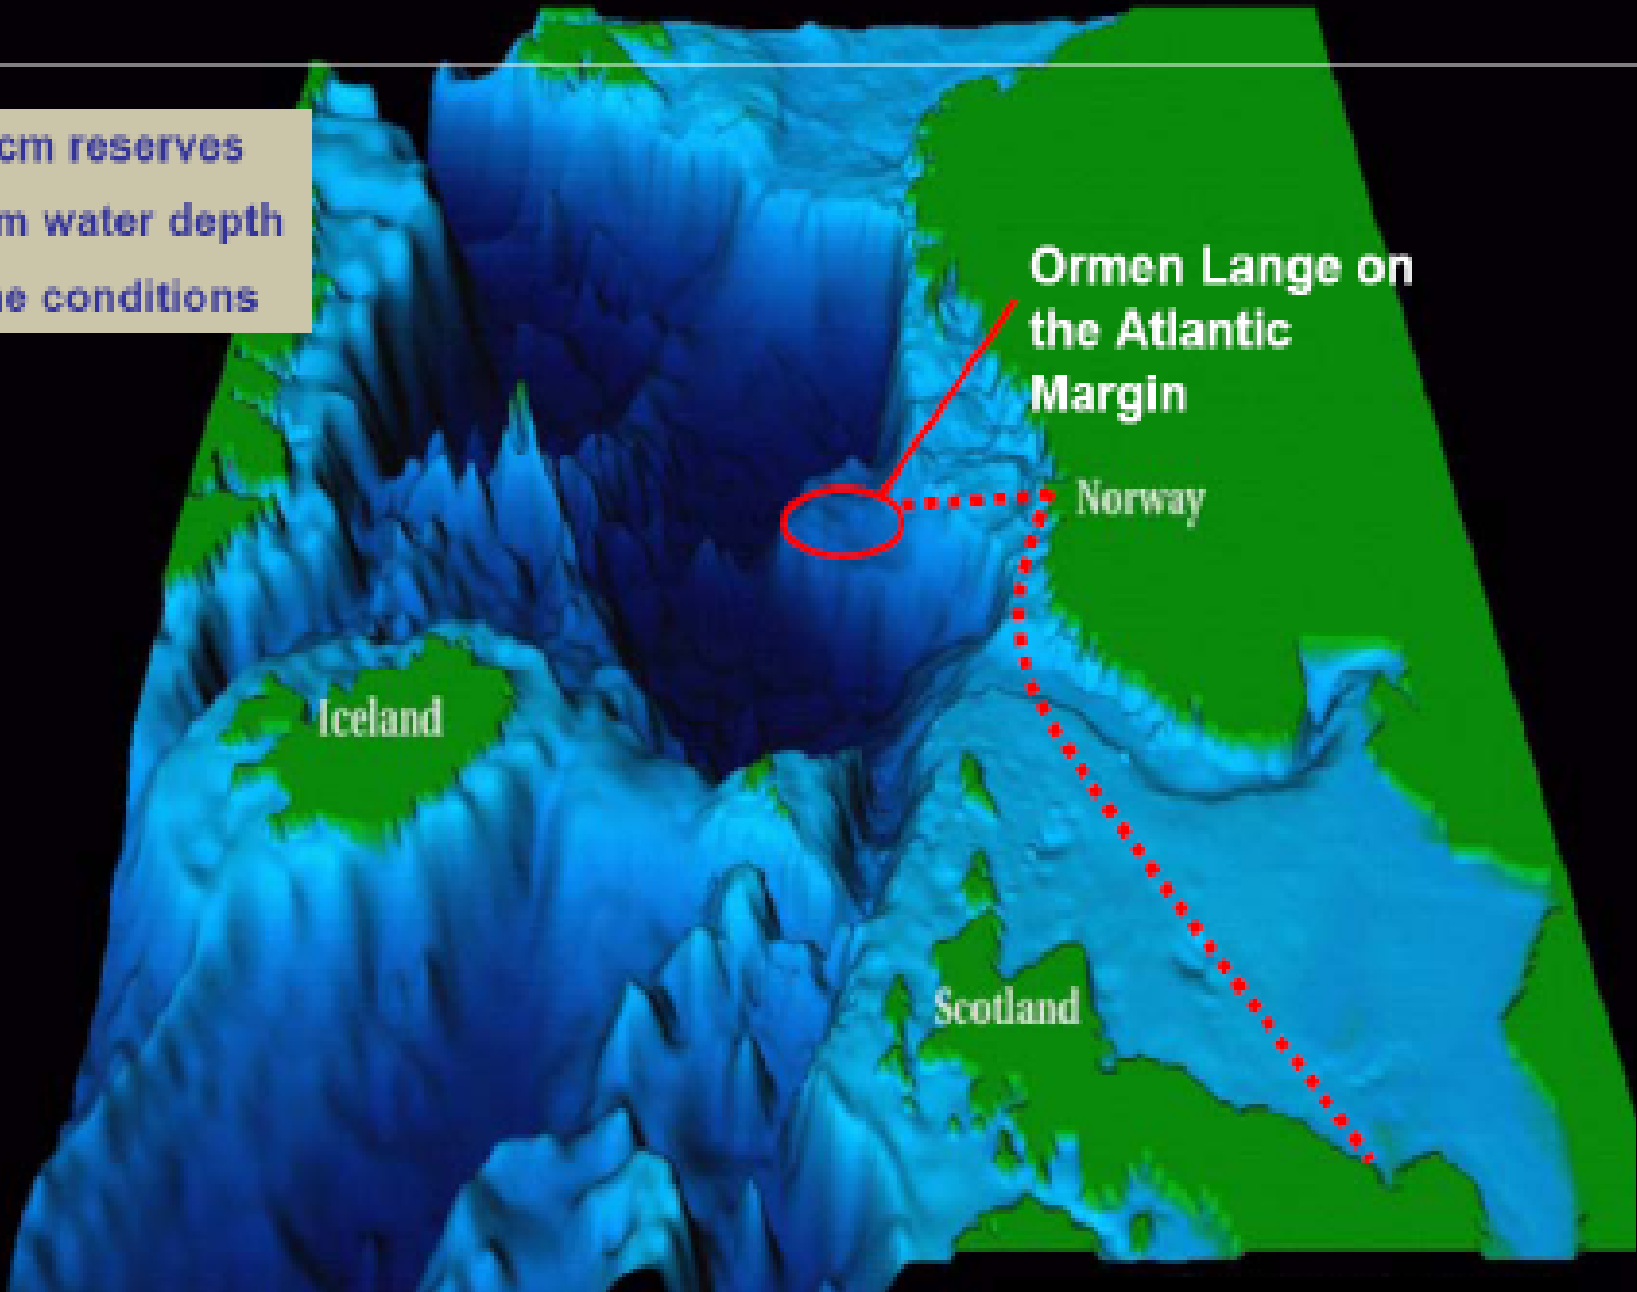 cm reserves
m water depth
e conditions
Ormen Lange on
the Atlantic
Margin
Norway
Iceland
Scotland